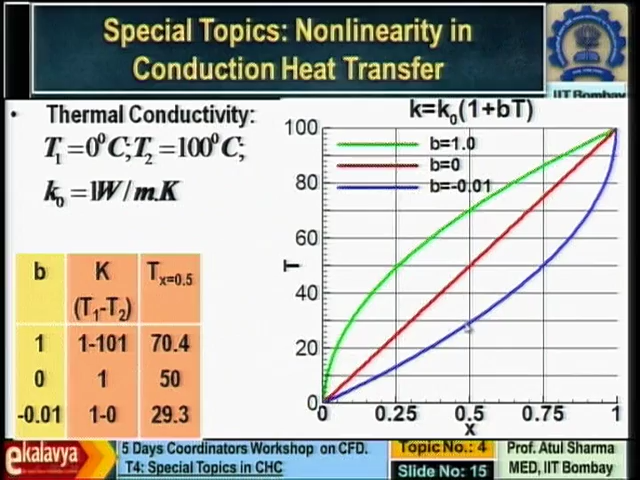 Special Topics: Nonlinearity in
Conduction Heat Transfer
IIT Bombay
• Thermal Conductivity:
T₁=0⁰C;T₂=100⁰C;
k₀=1W/m.K
b K T x=0.5
(T₁-T₂)
1 1-101 70.4
0 1 50
-0.01 1-0 29.3
k=k₀(1+bT)
b=1.0
b=0
b=-0.01
100
80
60
40
20
0
T
0 0.25 0.5 0.75 1
x
ekalavya
5 Days Coordinators Workshop on CFD.
T4: Special Topics in CHC
Topic No.: 4
Slide No: 15
Prof. Atul Sharma
MED, IIT Bombay